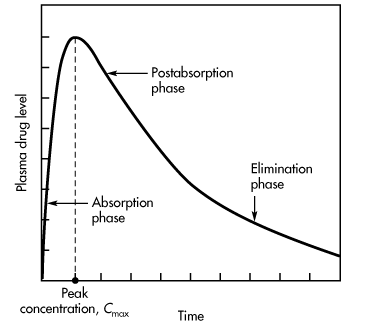 Plasma drug level
Postabsorption
phase
Elimination
phase
Absorption
phase
Peak
concentration, Cmax
Time